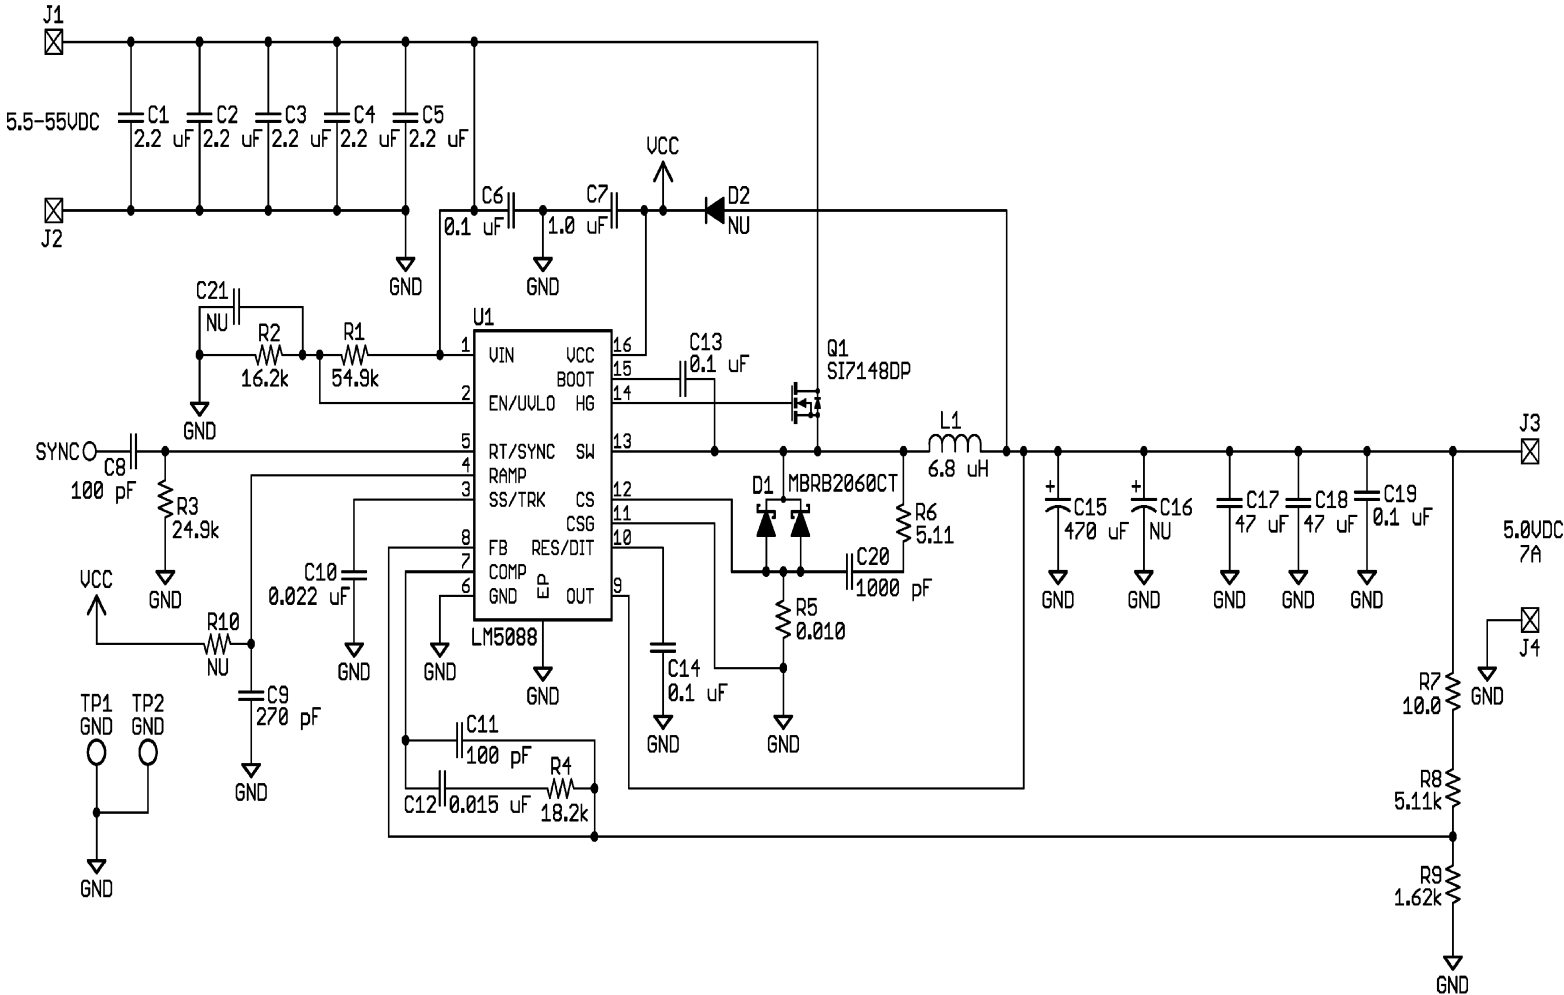 J1
5.5-55VDC
C1
2.2 uF
C2
2.2 uF
C3
2.2 uF
C4
2.2 uF
C5
2.2 uF
J2
GND
C6
0.1 uF
C7
1.0 uF
GND
VCC
D2
NU
C21
NU
R2
16.2k
R1
54.9k
GND
SYNC
C8
100 pF
R3
24.9k
GND
VCC
R10
NU
C9
270 pF
GND
C10
0.022 uF
GND
TP1
GND
TP2
GND
GND
U1
1 VIN
2 EN/UVLO
5 RT/SYNC
4 RAMP
3 SS/TRK
8 FB
7 COMP
6 GND
VCC 16
BOOT 15
HG 14
SW 13
CS 12
CSG 11
RES/DIT 10
OUT 9
EP
LM5088
GND
GND
C11
100 pF
C12
0.015 uF
R4
18.2k
C13
0.1 uF
Q1
SI7148DP
D1
MBRB2060CT
R6
5.11
C20
1000 pF
R5
0.010
GND
C14
0.1 uF
GND
L1
6.8 uH
+
C15
470 uF
GND
+
C16
NU
GND
C17
47 uF
GND
C18
47 uF
GND
C19
0.1 uF
GND
J3
5.0VDC
7A
J4
GND
R7
10.0
R8
5.11k
R9
1.62k
GND